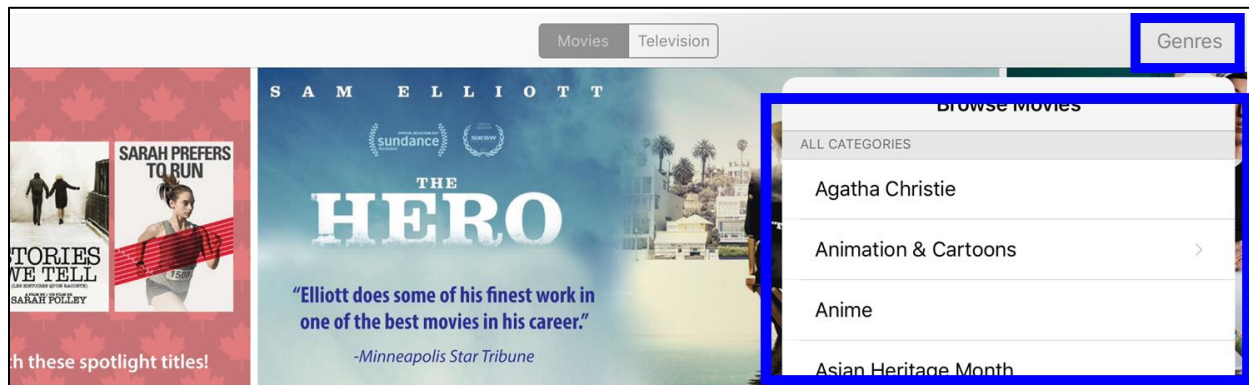 Movies Television
Genres
SAM ELLIOTT
sundance
SXSW
THE
HERO
"Elliott does some of his finest work in
one of the best movies in his career."
-Minneapolis Star Tribune
TORIES
WE TELL
SARAH POLLEY
SARAH PREFERS
TO RUN
h these spotlight titles!
Browse Movies
ALL CATEGORIES
Agatha Christie
Animation & Cartoons
Anime
Asian Heritage Month